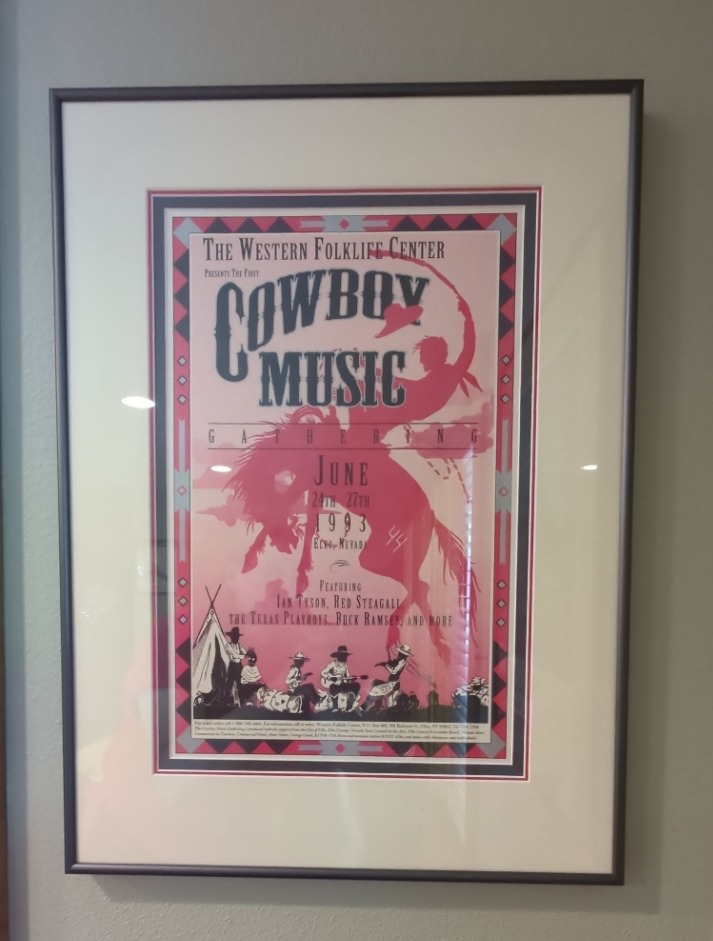 THE WESTERN FOLKLIFE CENTER
PRESENTS THE FIRST
COWBOY
MUSIC
GATHERING
JUNE
24TH 27TH
1993
ELKO, NEVADA
44
FEATURING
IAN TYSON, RED STEAGALL
THE TEXAS PLAYBOYS, BUCK RAMSEY, AND MORE